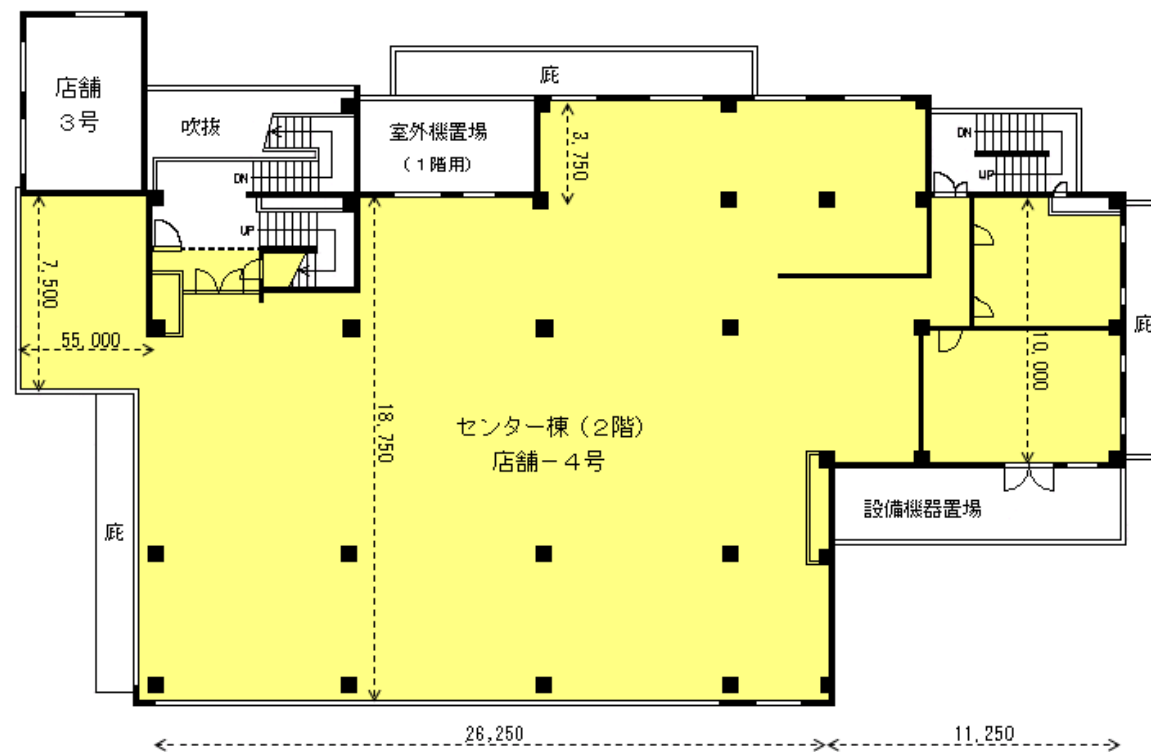 店舗
3号
吹抜
DN
UP
庇
室外機置場
(1階用)
3,750
DN
UP
7,500
55,000
18,750
10,000
庇
センター棟(2階)
店舗-4号
設備機器置場
庇
26,250
11,250